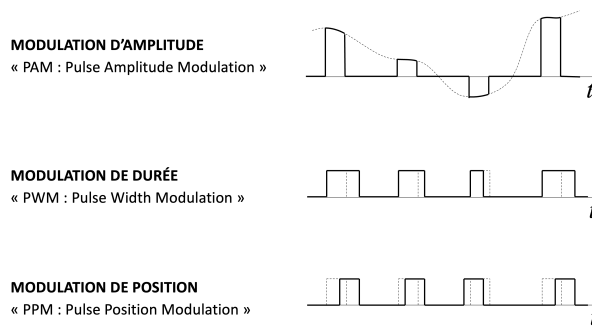 MODULATION D’AMPLITUDE
« PAM : Pulse Amplitude Modulation »
t
MODULATION DE DURÉE
« PWM : Pulse Width Modulation »
t
MODULATION DE POSITION
« PPM : Pulse Position Modulation »
t